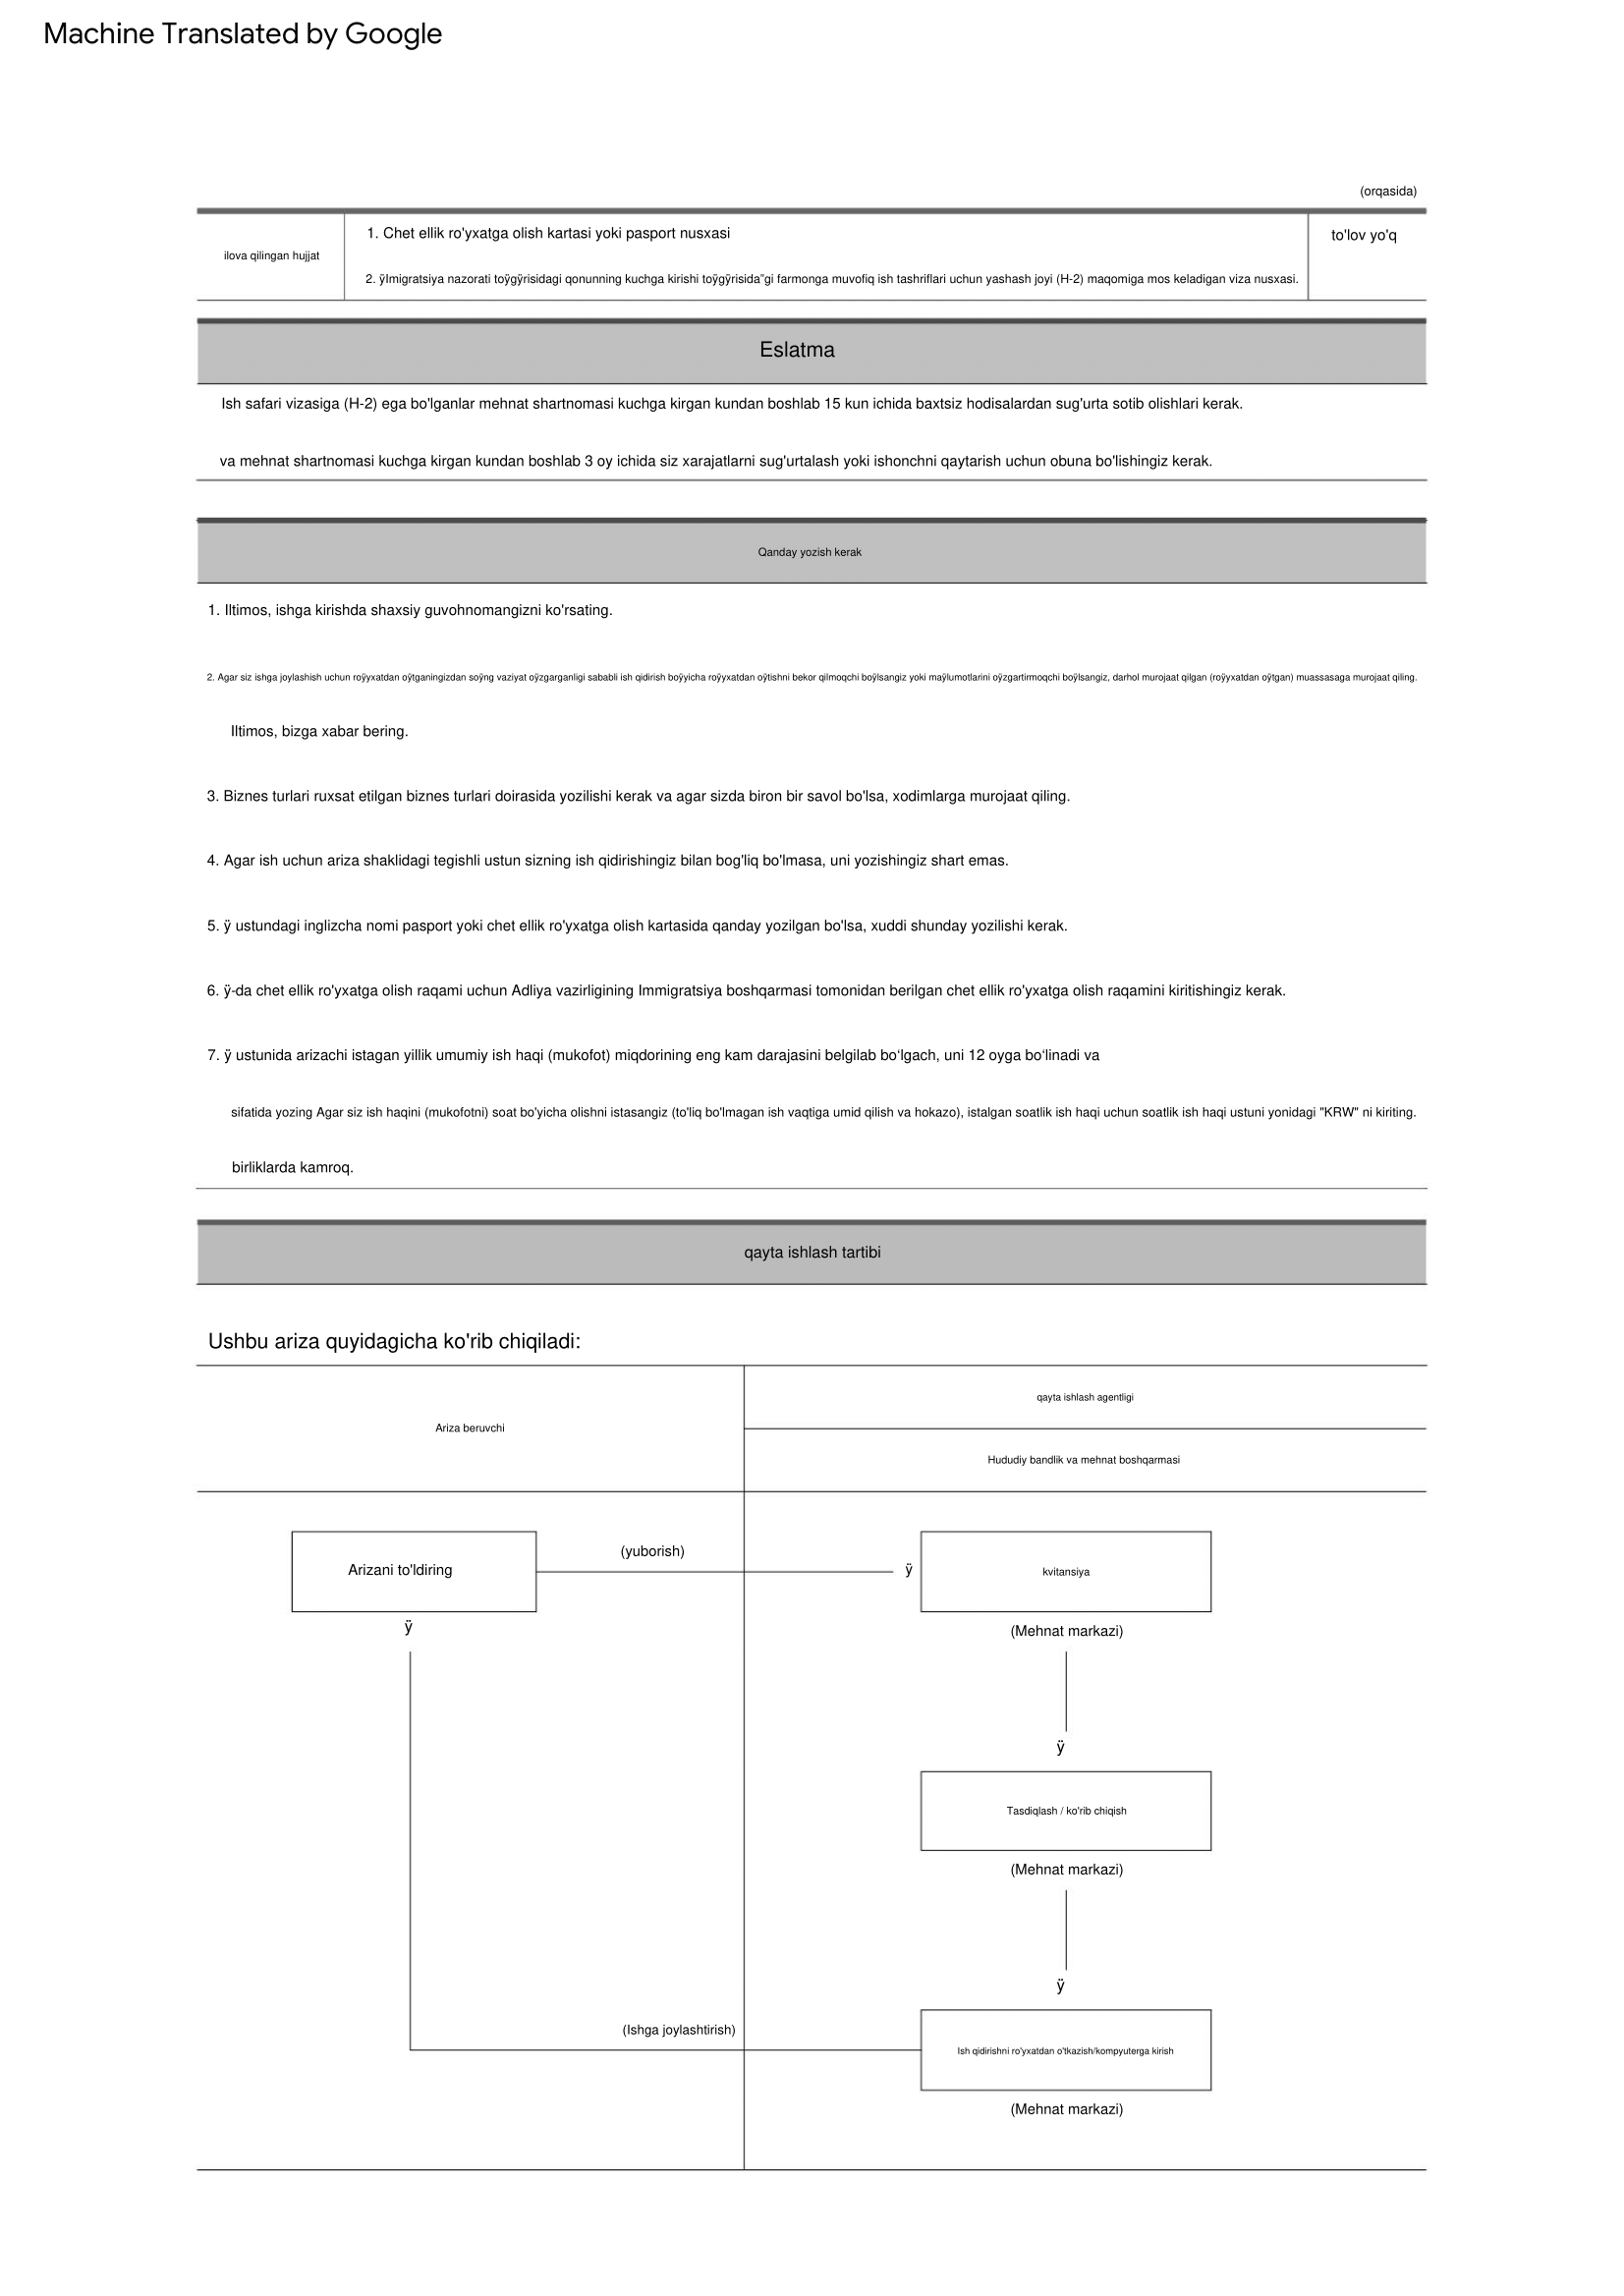 Machine Translated by Google
(orqasida)
ilova qilingan hujjat
1. Chet ellik ro'yxatga olish kartasi yoki pasport nusxasi
to'lov yo'q
2. ÿImigratsiya nazorati toÿgÿrisidagi qonunning kuchga kirishi toÿgÿrisida”gi farmonga muvofiq ish tashriflari uchun yashash joyi (H-2) maqomiga mos keladigan viza nusxasi.
Eslatma
Ish safari vizasiga (H-2) ega bo'lganlar mehnat shartnomasi kuchga kirgan kundan boshlab 15 kun ichida baxtsiz hodisalardan sug'urta sotib olishlari kerak.
va mehnat shartnomasi kuchga kirgan kundan boshlab 3 oy ichida siz xarajatlarni sug'urtalash yoki ishonchni qaytarish uchun obuna bo'lishingiz kerak.
Qanday yozish kerak
1. Iltimos, ishga kirishda shaxsiy guvohnomangizni ko'rsating.
2. Agar siz ishga joylashish uchun roÿyxatdan oÿtganingizdan soÿng vaziyat oÿzgarganligi sababli ish qidirish boÿyicha roÿyxatdan oÿtishni bekor qilmoqchi boÿlsangiz yoki maÿlumotlarini oÿzgartirmoqchi boÿlsangiz, darhol murojaat qilgan (roÿyxatdan oÿtgan) muassasaga murojaat qiling.
Iltimos, bizga xabar bering.
3. Biznes turlari ruxsat etilgan biznes turlari doirasida yozilishi kerak va agar sizda biron bir savol bo'lsa, xodimlarga murojaat qiling.
4. Agar ish uchun ariza shaklidagi tegishli ustun sizning ish qidirishingiz bilan bog'liq bo'lmasa, uni yozishingiz shart emas.
5. ÿ ustundagi inglizcha nomi pasport yoki chet ellik ro'yxatga olish kartasida qanday yozilgan bo'lsa, xuddi shunday yozilishi kerak.
6. ÿ-da chet ellik ro'yxatga olish raqami uchun Adliya vazirligining Immigratsiya boshqarmasi tomonidan berilgan chet ellik ro'yxatga olish raqamini kiritishingiz kerak.
7. ÿ ustunida arizachi istagan yillik umumiy ish haqi (mukofot) miqdorining eng kam darajasini belgilab bo‘lgach, uni 12 oyga bo‘linadi va
sifatida yozing Agar siz ish haqini (mukofotni) soat bo'yicha olishni istasangiz (to'liq bo'lmagan ish vaqtiga umid qilish va hokazo), istalgan soatlik ish haqi uchun soatlik ish haqi ustuni yonidagi "KRW" ni kiriting.
birliklarda kamroq.
qayta ishlash tartibi
Ushbu ariza quyidagicha ko'rib chiqiladi:
Ariza beruvchi
qayta ishlash agentligi
Hududiy bandlik va mehnat boshqarmasi
Arizani to'ldiring
(yuborish)
ÿ
kvitansiya
ÿ
(Mehnat markazi)
ÿ
Tasdiqlash / ko'rib chiqish
(Mehnat markazi)
ÿ
(Ishga joylashtirish)
Ish qidirishni ro'yxatdan o'tkazish/kompyuterga kirish
(Mehnat markazi)